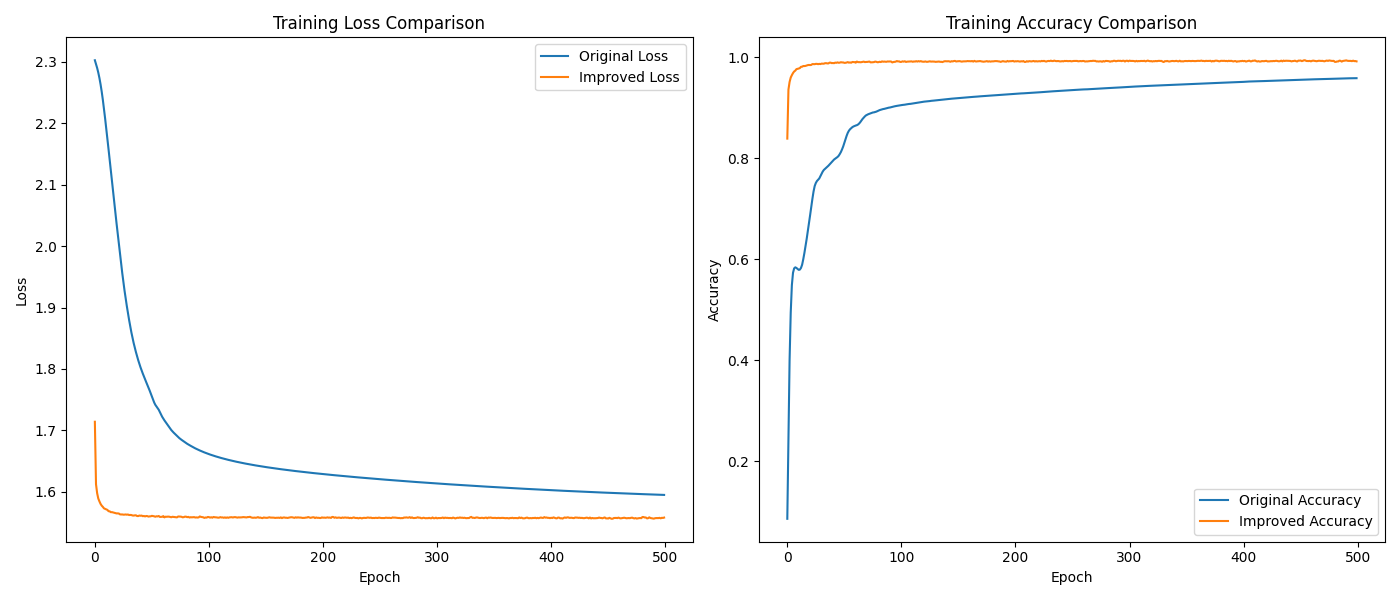 Training Loss Comparison
Original Loss
Improved Loss
2.3
2.2
2.1
2.0
1.9
1.8
1.7
1.6
Loss
0 100 200 300 400 500
Epoch
Training Accuracy Comparison
1.0
0.8
0.6
0.4
0.2
Accuracy
Original Accuracy
Improved Accuracy
0 100 200 300 400 500
Epoch